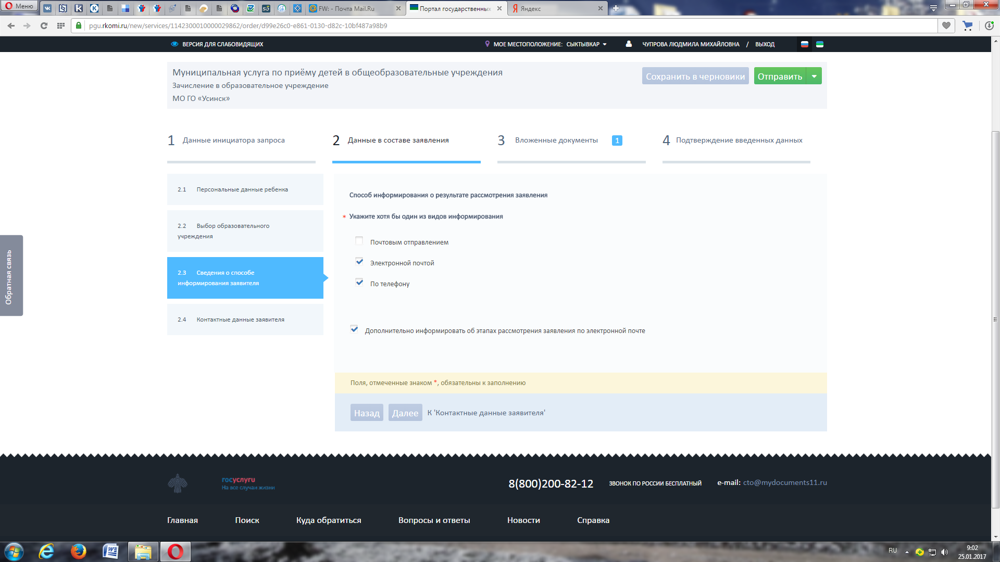 Меню
FW: - Почта Mail.Ru
Портал государственных
Яндекс
pgu.rkomi.ru/new/services/1142300010000029862/order/d99e26c0-e861-0130-d82c-10bf487a98b9
ВЕРСИЯ ДЛЯ СЛАБОВИДЯЩИХ
МОЕ МЕСТОПОЛОЖЕНИЕ: СЫКТЫВКАР
ЧУПРОВА ЛЮДМИЛА МИХАЙЛОВНА / ВЫХОД
Муниципальная услуга по приёму детей в общеобразовательные учреждения
Зачисление в образовательное учреждение
МО ГО «Усинск»
Сохранить в черновики
Отправить
1 Данные инициатора запроса
2 Данные в составе заявления
3 Вложенные документы 1
4 Подтверждение введенных данных
2.1 Персональные данные ребенка
2.2 Выбор образовательного
учреждения
2.3 Сведения о способе
информирования заявителя
2.4 Контактные данные заявителя
Обратная связь
Способ информирования о результате рассмотрения заявления
* Укажите хотя бы один из видов информирования
Почтовым отправлением
Электронной почтой
По телефону
Дополнительно информировать об этапах рассмотрения заявления по электронной почте
Поля, отмеченные знаком *, обязательны к заполнению
Назад Далее К 'Контактные данные заявителя'
госуслуги
На все случаи жизни
8(800)200-82-12
ЗВОНОК ПО РОССИИ БЕСПЛАТНЫЙ
e-mail: cto@mydocuments11.ru
Главная
Поиск
Куда обратиться
Вопросы и ответы
Новости
Справка
RU
9:02
25.01.2017